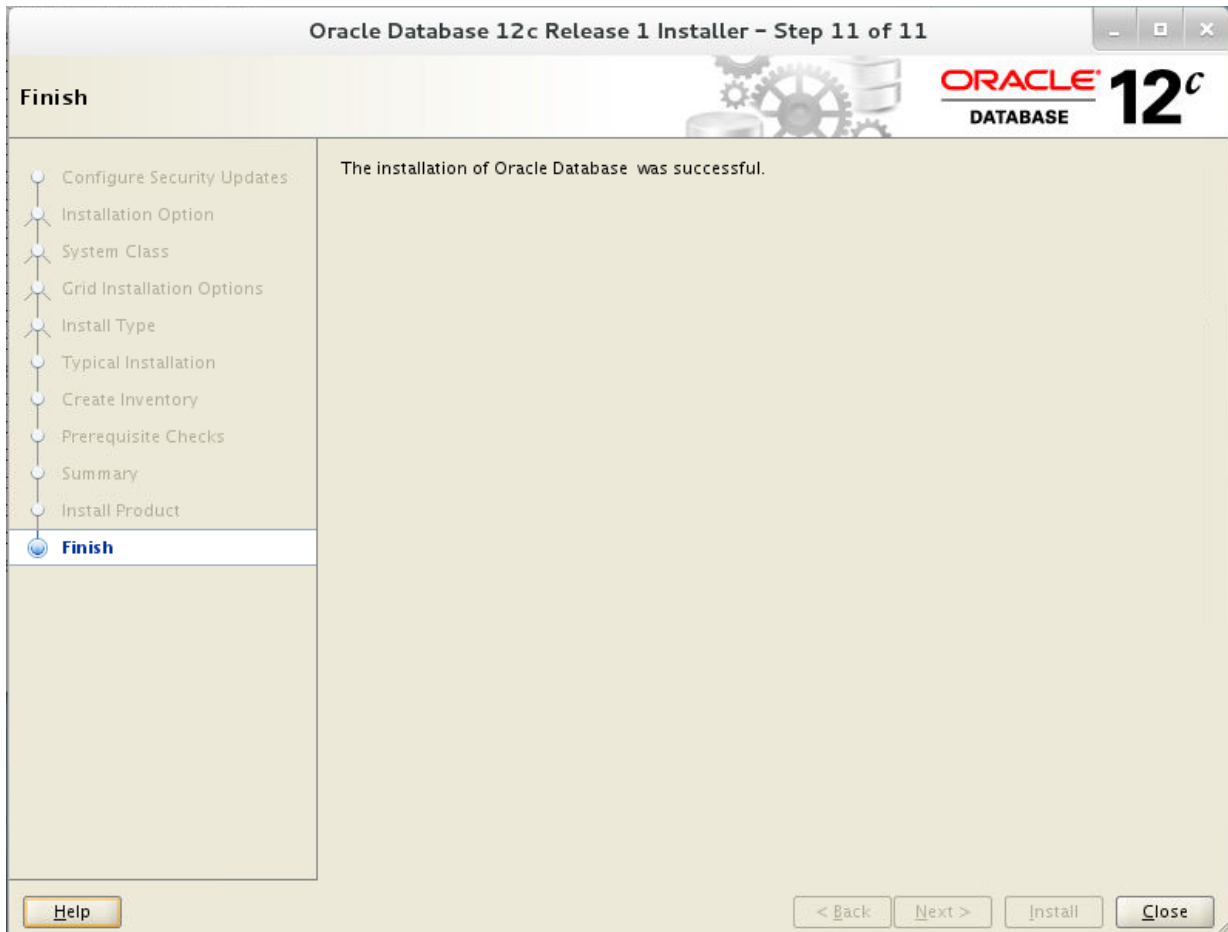 Oracle Database 12c Release 1 Installer – Step 11 of 11
Finish
ORACLE
DATABASE
12c
Configure Security Updates
Installation Option
System Class
Grid Installation Options
Install Type
Typical Installation
Create Inventory
Prerequisite Checks
Summary
Install Product
Finish
The installation of Oracle Database was successful.
Help
< Back
Next >
Install
Close